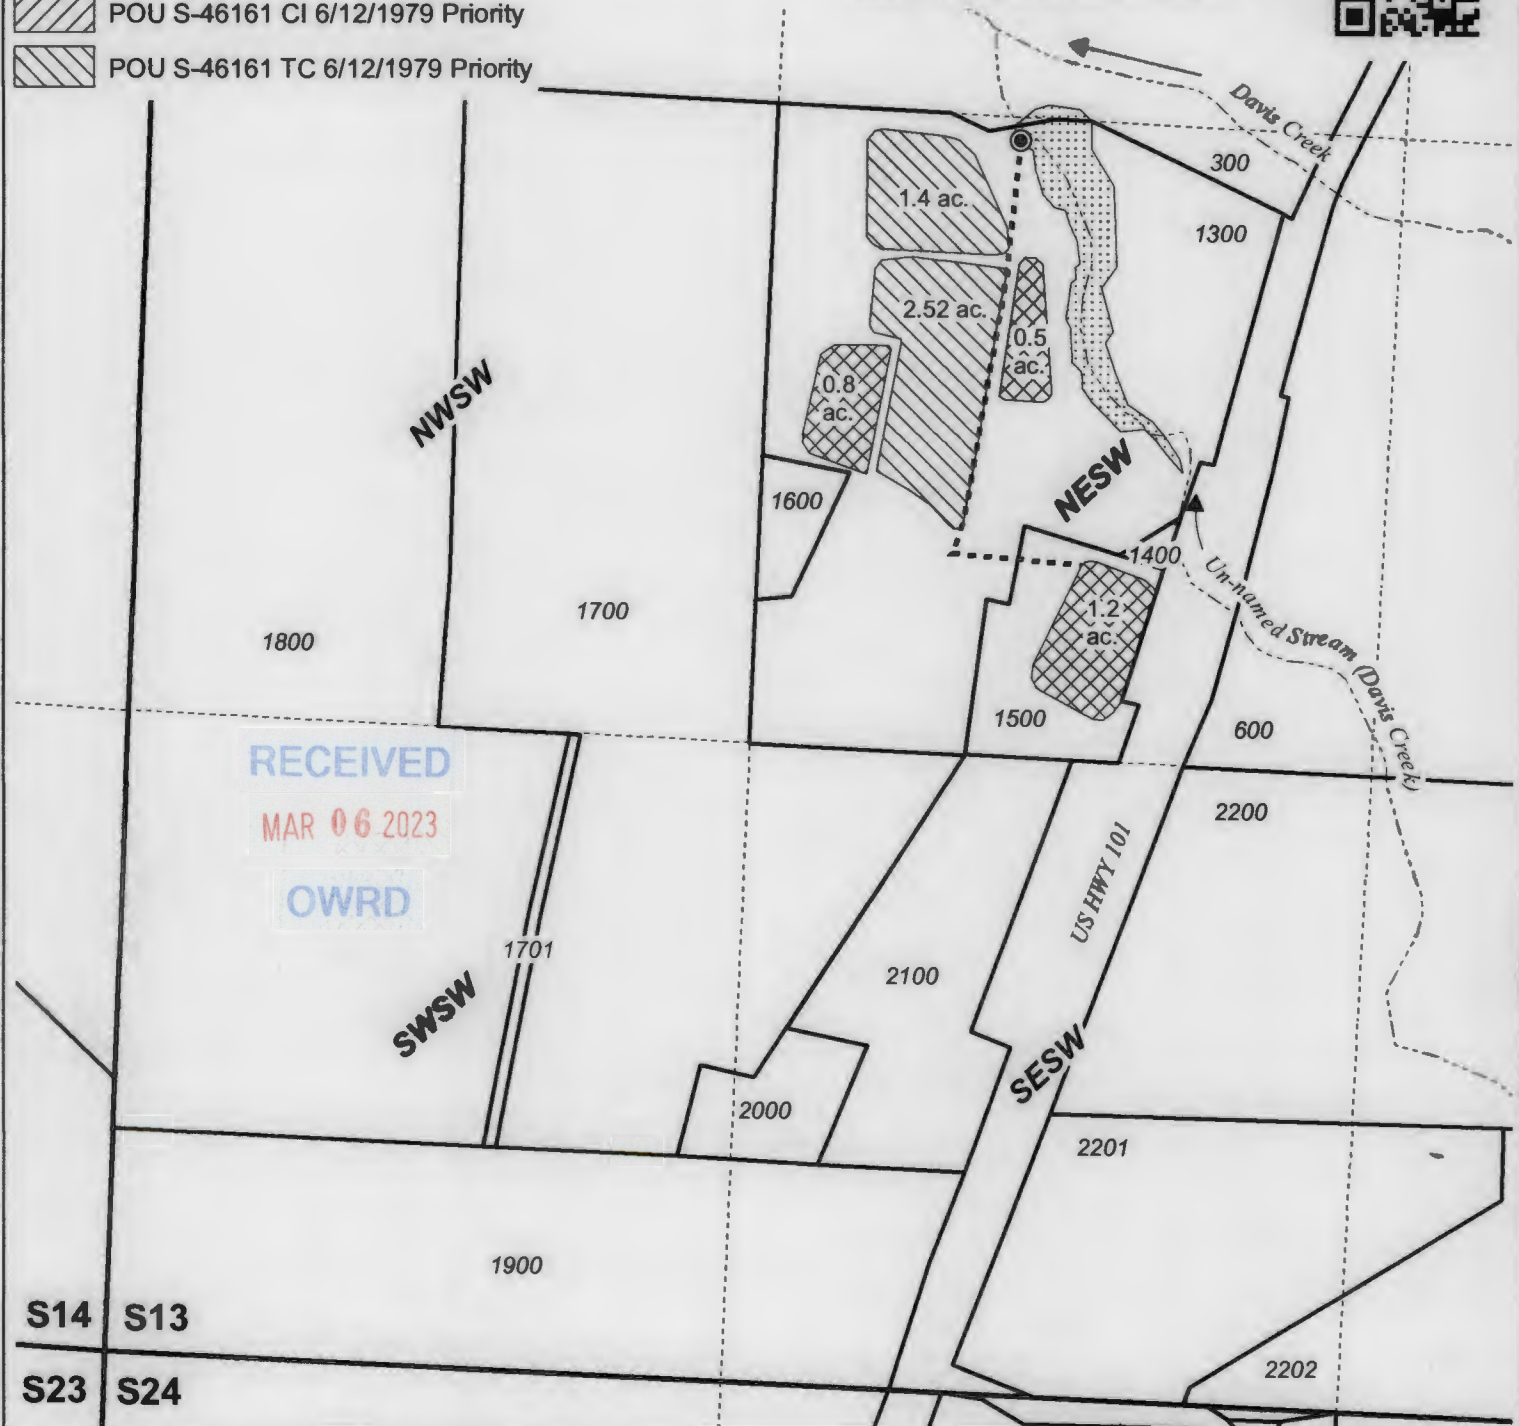 POU S-46161 CI 6/12/1979 Priority
POU S-46161 TC 6/12/1979 Priority
Davis Creek
300
1.4 ac.
1300
2.52 ac.
0.5
ac.
0.8
ac.
NWSW
NESW
1600
1400
Un-named Stream (Davis Creek)
1.2
ac.
1700
1800
1500
600
RECEIVED
MAR 06 2023
OWRD
2200
US HWY 101
1701
2100
SWSW
SESW
2000
2201
1900
S14
S13
2202
S23
S24